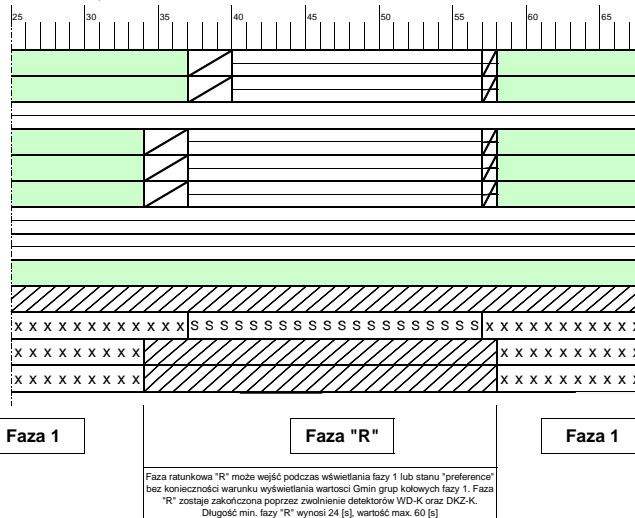 25 30 35 40 45 50 55 60 65
x x x x x x x x x x x x S S S S S S S S S S S S S S S S S S S S x x x x x x x x x x
x x x x x x x x x x x x x x x x x x x
x x x x x x x x x x x x x x x x x x x
Faza 1 Faza "R" Faza 1
Faza ratunkowa "R" może wejść podczas wświetlania fazy 1 lub stanu "preference"
bez konieczności warunku wyświetlania wartosci Gmin grup kołowych fazy 1. Faza
"R" zostaje zakończona poprzez zwolnienie detektorów WD-K oraz DKZ-K.
Długość min. fazy "R" wynosi 24 [s], wartość max. 60 [s]